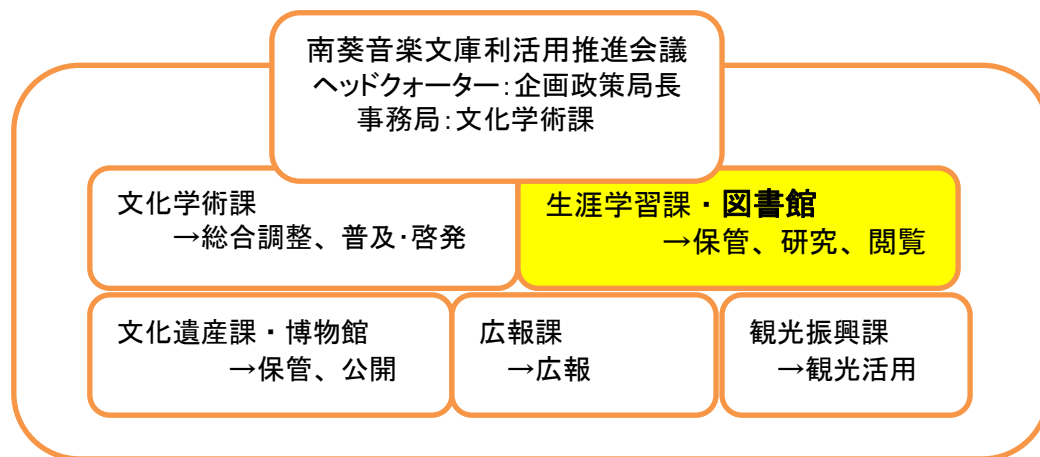 南葵音楽文庫利活用推進会議
ヘッドクォーター:企画政策局長
事務局:文化学術課
文化学術課
→総合調整、普及･啓発
生涯学習課・図書館
→保管、研究、閲覧
文化遺産課・博物館
→保管、公開
広報課
→広報
観光振興課
→観光活用